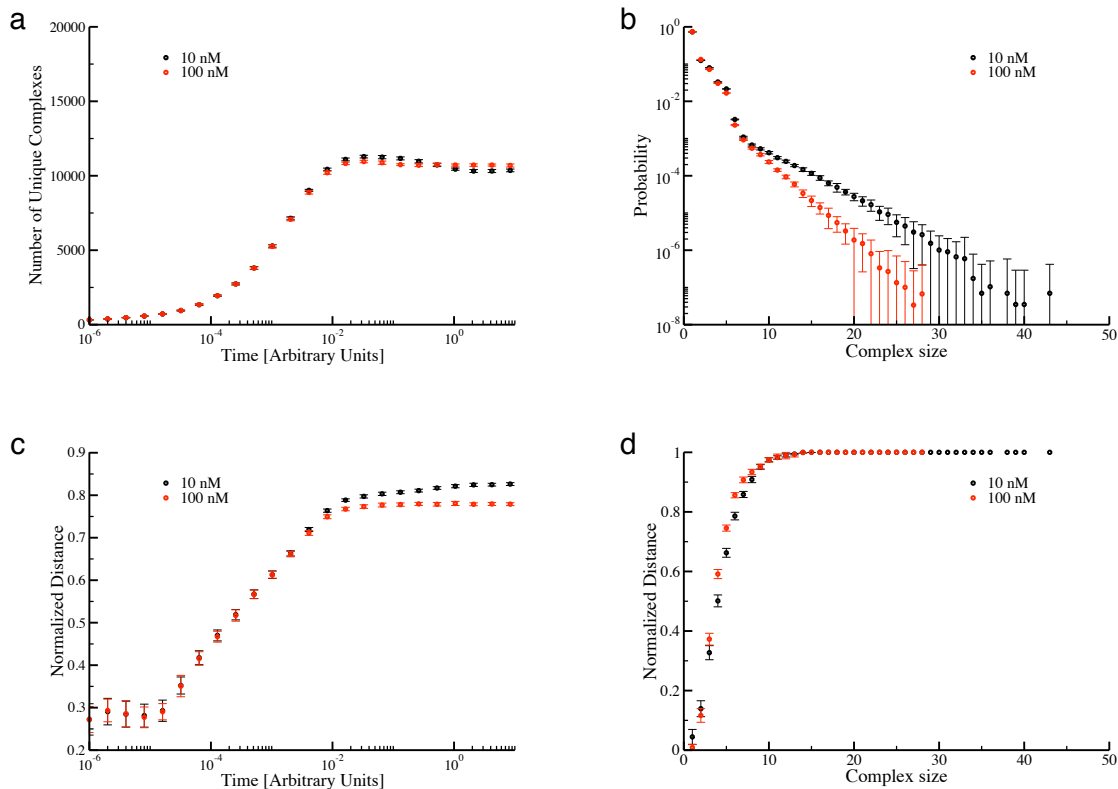 a
20000
15000
10000
5000
0
Number of Unique Complexes
10 nM
100 nM
10^-6
10^-4
10^-2
10^0
Time [Arbitrary Units]
b
10^0
10^-2
10^-4
10^-6
10^-8
Probability
10 nM
100 nM
0
10
20
30
40
50
Complex size
c
0.9
0.8
0.7
0.6
0.5
0.4
0.3
0.2
Normalized Distance
10 nM
100 nM
10^-6
10^-4
10^-2
10^0
Time [Arbitrary Units]
d
1
0.8
0.6
0.4
0.2
0
Normalized Distance
10 nM
100 nM
0
10
20
30
40
50
Complex size